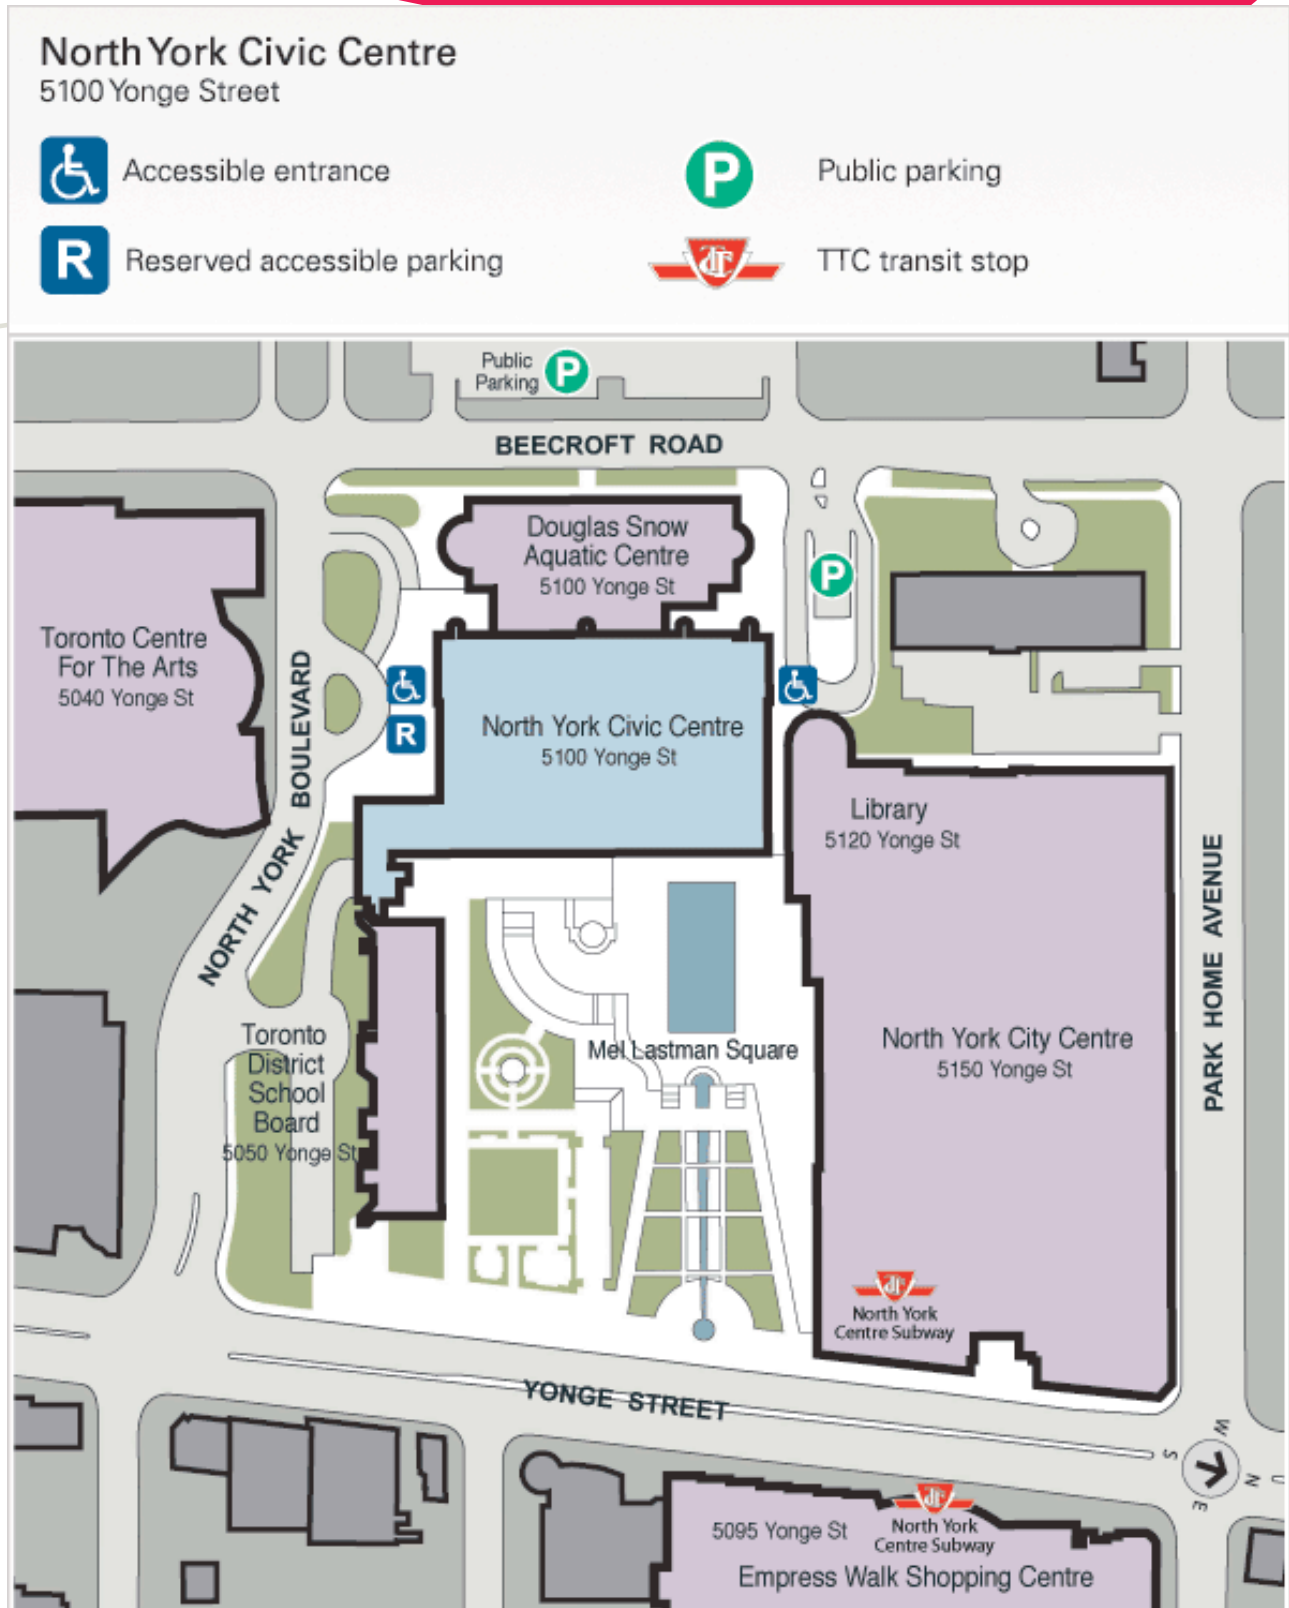 North York Civic Centre
5100 Yonge Street
Accessible entrance
P
Public parking
R
Reserved accessible parking
TTC
TTC transit stop
Public
Parking
P
BEECROFT ROAD
Douglas Snow
Aquatic Centre
5100 Yonge St
P
Toronto Centre
For The Arts
5040 Yonge St
NORTH YORK BOULEVARD
R
North York Civic Centre
5100 Yonge St
Library
5120 Yonge St
PARK HOME AVENUE
North York City Centre
5150 Yonge St
Mel Lastman Square
Toronto
District
School
Board
5050 Yonge St
TTC
North York
Centre Subway
YONGE STREET
W
S
N
E
TTC
5095 Yonge St
North York
Centre Subway
Empress Walk Shopping Centre